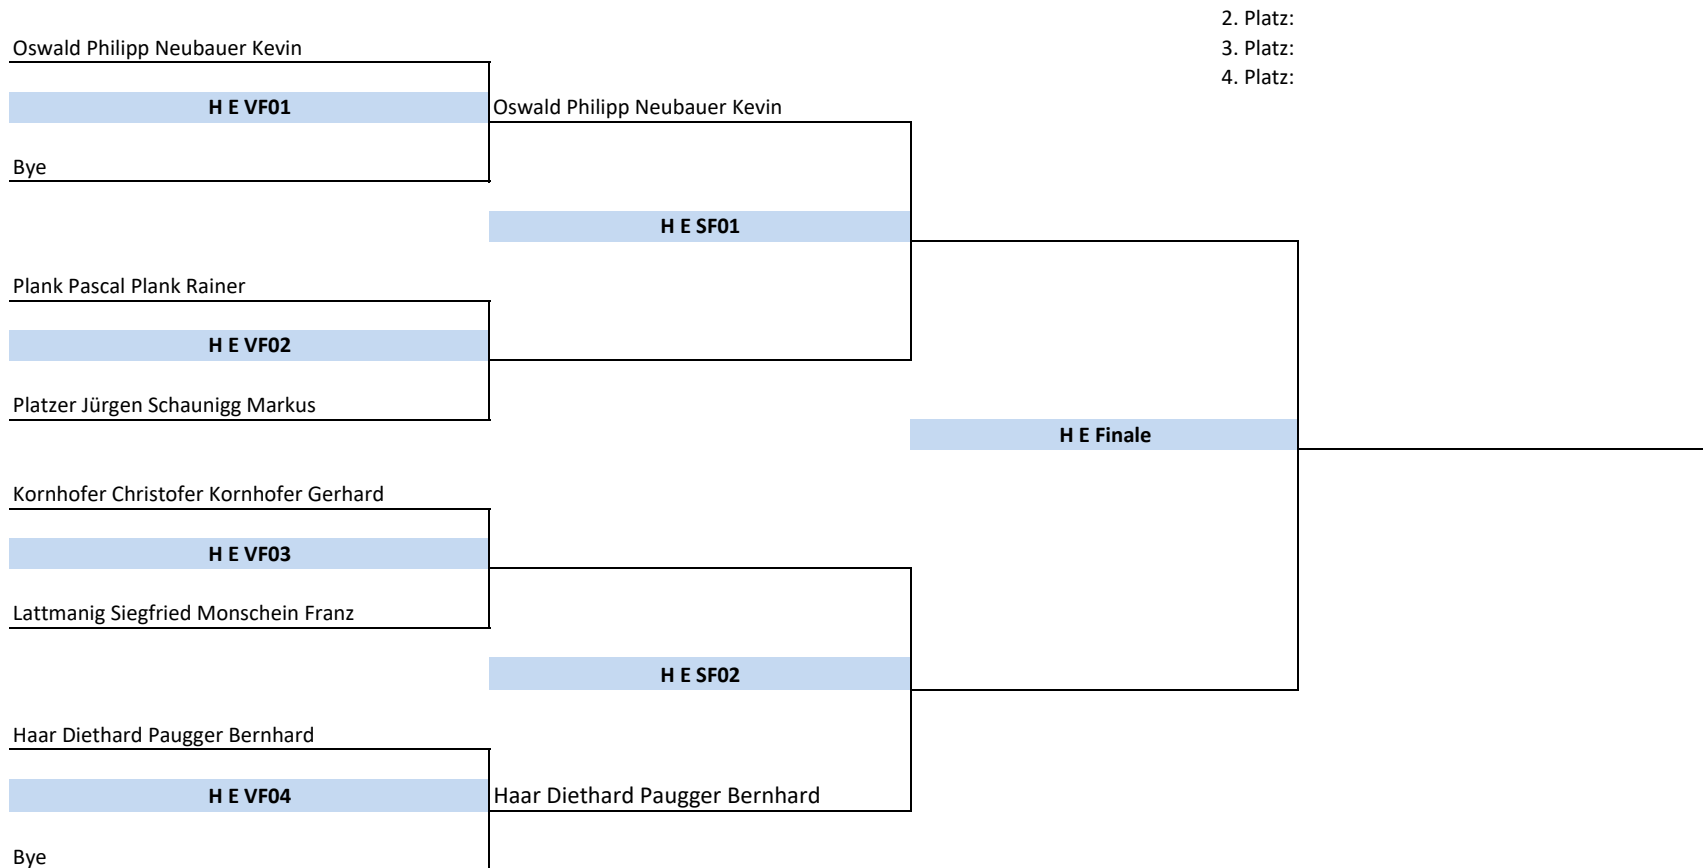 2. Platz:
Oswald Philipp Neubauer Kevin
3. Platz:
4. Platz:
H E VF01
Oswald Philipp Neubauer Kevin
Bye
H E SF01
Plank Pascal Plank Rainer
H E VF02
Platzer Jürgen Schaunigg Markus
H E Finale
Kornhofer Christofer Kornhofer Gerhard
H E VF03
Lattmanig Siegfried Monschein Franz
H E SF02
Haar Diethard Paugger Bernhard
H E VF04
Haar Diethard Paugger Bernhard
Bye